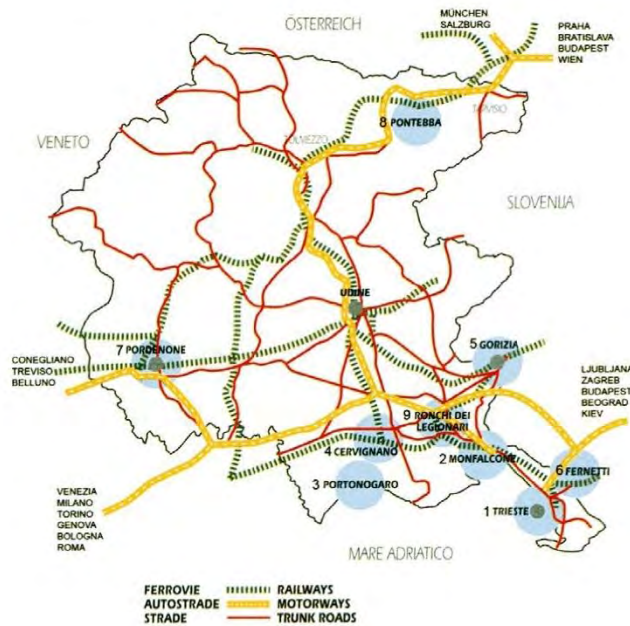 ÖSTERREICH
MÜNCHEN
SALZBURG
PRAHA
BRATISLAVA
BUDAPEST
WIEN
TARVISIO
8 PONTEBBA
VENETO
TOLMEZZO
SLOVENIJA
UDINE
7 PORDENONE
5 GORIZIA
CONEGLIANO
TREVISO
BELLUNO
LJUBLJANA
ZAGREB
BUDAPEST
BEOGRAD
KIEV
9 RONCHI DEI
LEGIONARI
4 CERVIGNANO
2 MONFALCONE
6 FERNETTI
3 PORTONOGARO
1 TRIESTE
VENEZIA
MILANO
TORINO
GENOVA
BOLOGNA
ROMA
MARE ADRIATICO
FERROVIE RAILWAYS
AUTOSTRADE MOTORWAYS
STRADE TRUNK ROADS